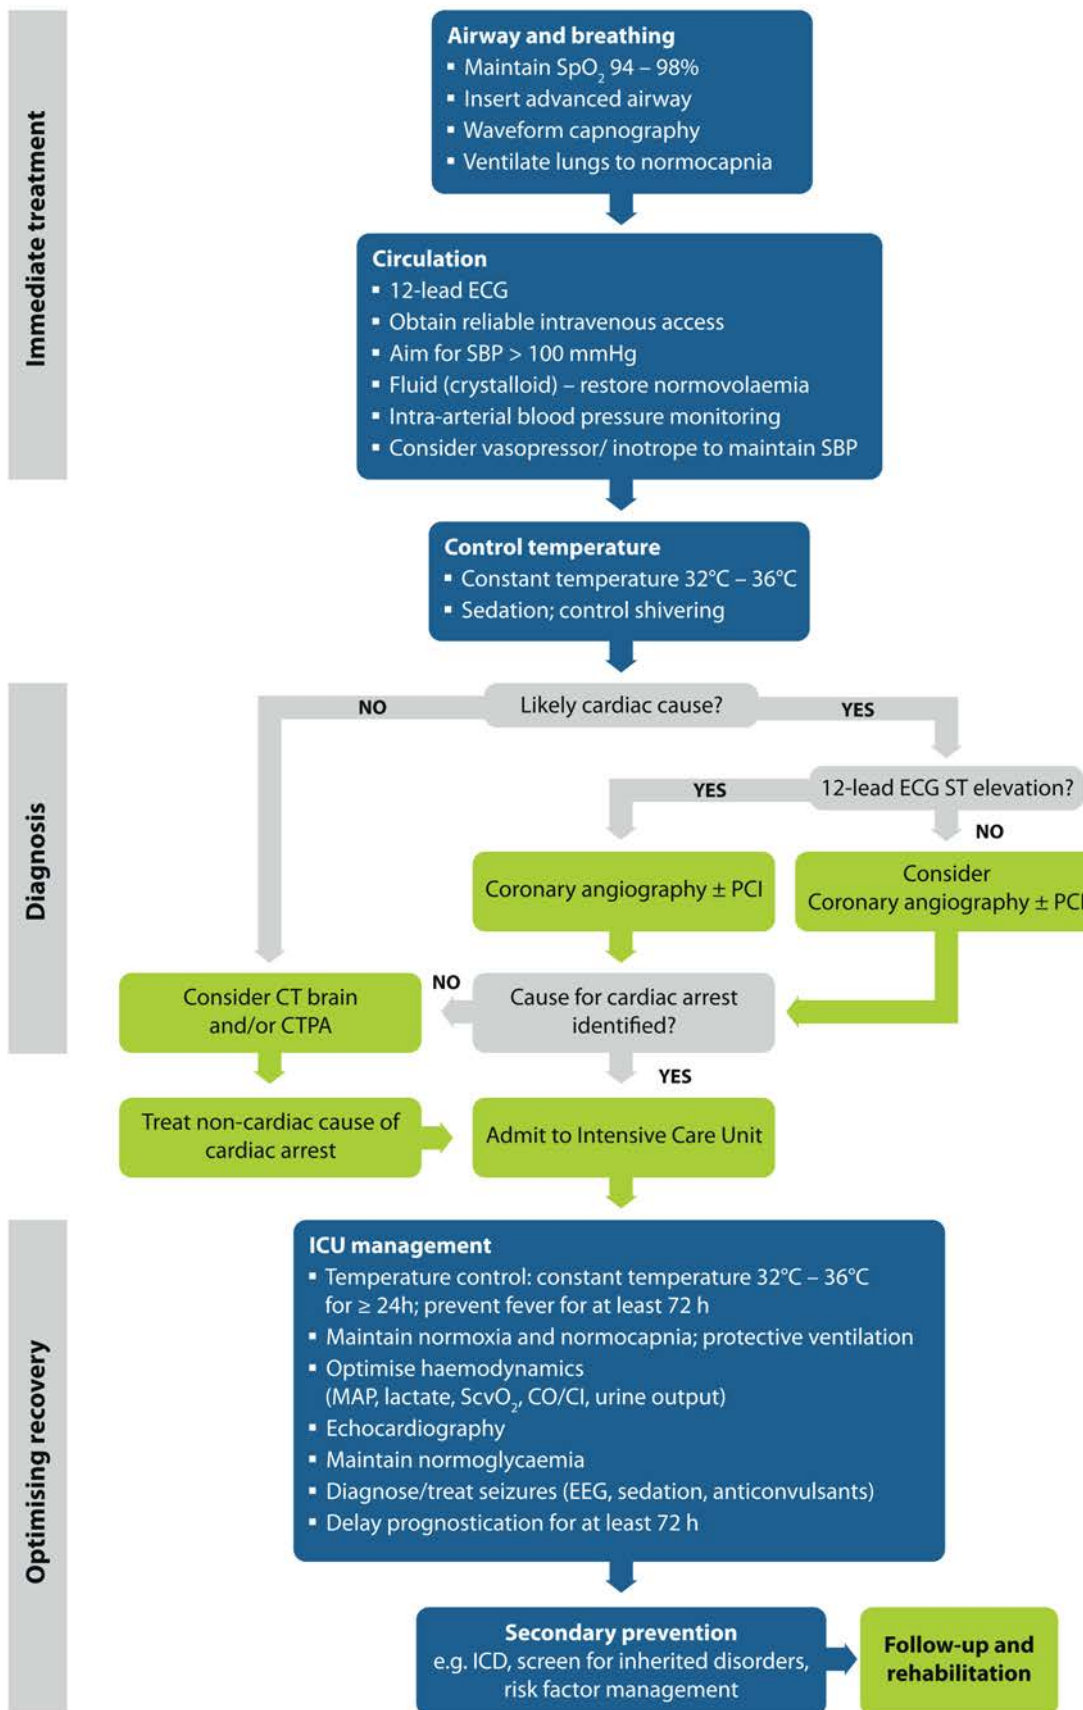 Immediate treatment
Airway and breathing
▪ Maintain SpO₂ 94 – 98%
▪ Insert advanced airway
▪ Waveform capnography
▪ Ventilate lungs to normocapnia
Circulation
▪ 12-lead ECG
▪ Obtain reliable intravenous access
▪ Aim for SBP > 100 mmHg
▪ Fluid (crystalloid) – restore normovolaemia
▪ Intra-arterial blood pressure monitoring
▪ Consider vasopressor/ inotrope to maintain SBP
Control temperature
▪ Constant temperature 32°C – 36°C
▪ Sedation; control shivering
Diagnosis
Likely cardiac cause?
NO
YES
12-lead ECG ST elevation?
YES
NO
Coronary angiography ± PCI
Consider
Coronary angiography ± PCI
Cause for cardiac arrest
identified?
NO
YES
Consider CT brain
and/or CTPA
Treat non-cardiac cause of
cardiac arrest
Admit to Intensive Care Unit
Optimising recovery
ICU management
▪ Temperature control: constant temperature 32°C – 36°C
for ≥ 24h; prevent fever for at least 72 h
▪ Maintain normoxia and normocapnia; protective ventilation
▪ Optimise haemodynamics
(MAP, lactate, ScvO₂, CO/CI, urine output)
▪ Echocardiography
▪ Maintain normoglycaemia
▪ Diagnose/treat seizures (EEG, sedation, anticonvulsants)
▪ Delay prognostication for at least 72 h
Secondary prevention
e.g. ICD, screen for inherited disorders,
risk factor management
Follow-up and
rehabilitation